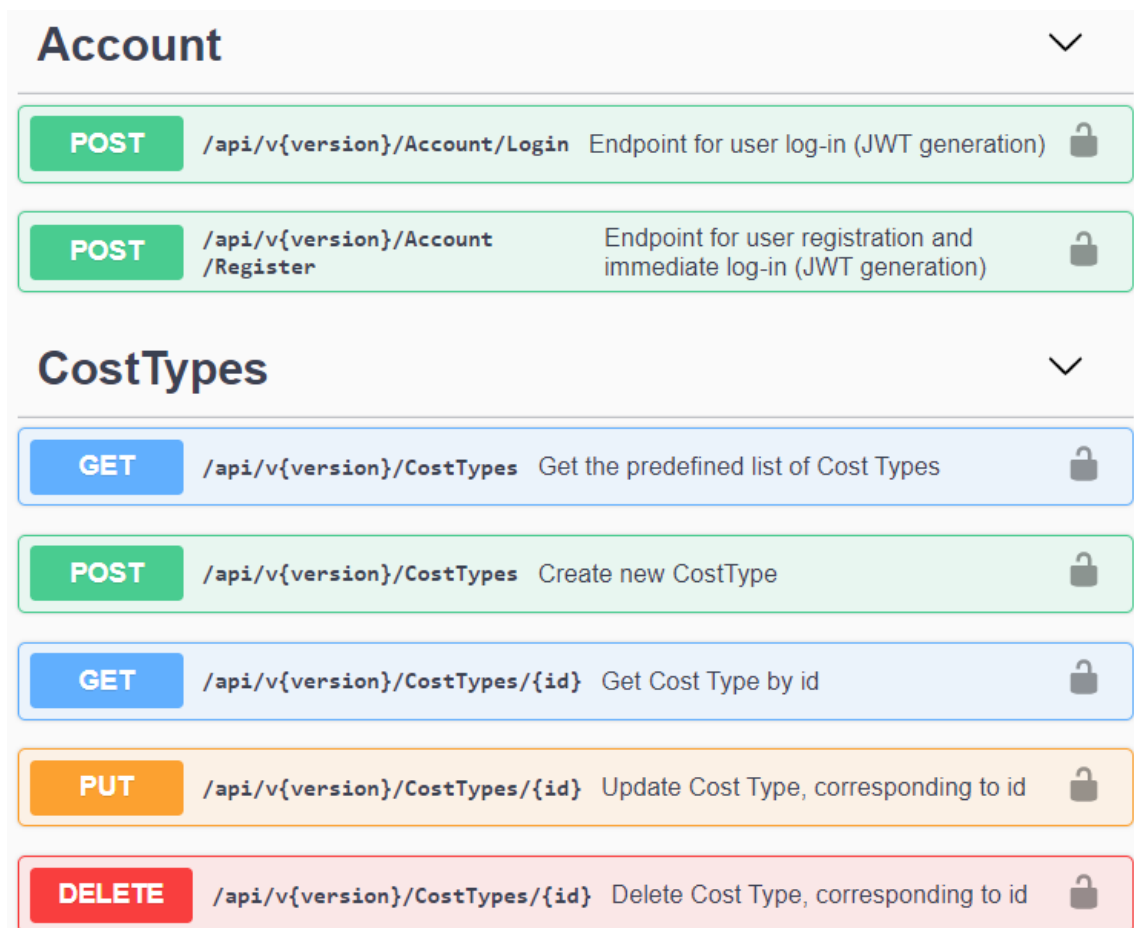 Account
POST /api/v{version}/Account/Login Endpoint for user log-in (JWT generation)
POST /api/v{version}/Account
/Register
Endpoint for user registration and
immediate log-in (JWT generation)
CostTypes
GET /api/v{version}/CostTypes Get the predefined list of Cost Types
POST /api/v{version}/CostTypes Create new CostType
GET /api/v{version}/CostTypes/{id} Get Cost Type by id
PUT /api/v{version}/CostTypes/{id} Update Cost Type, corresponding to id
DELETE /api/v{version}/CostTypes/{id} Delete Cost Type, corresponding to id